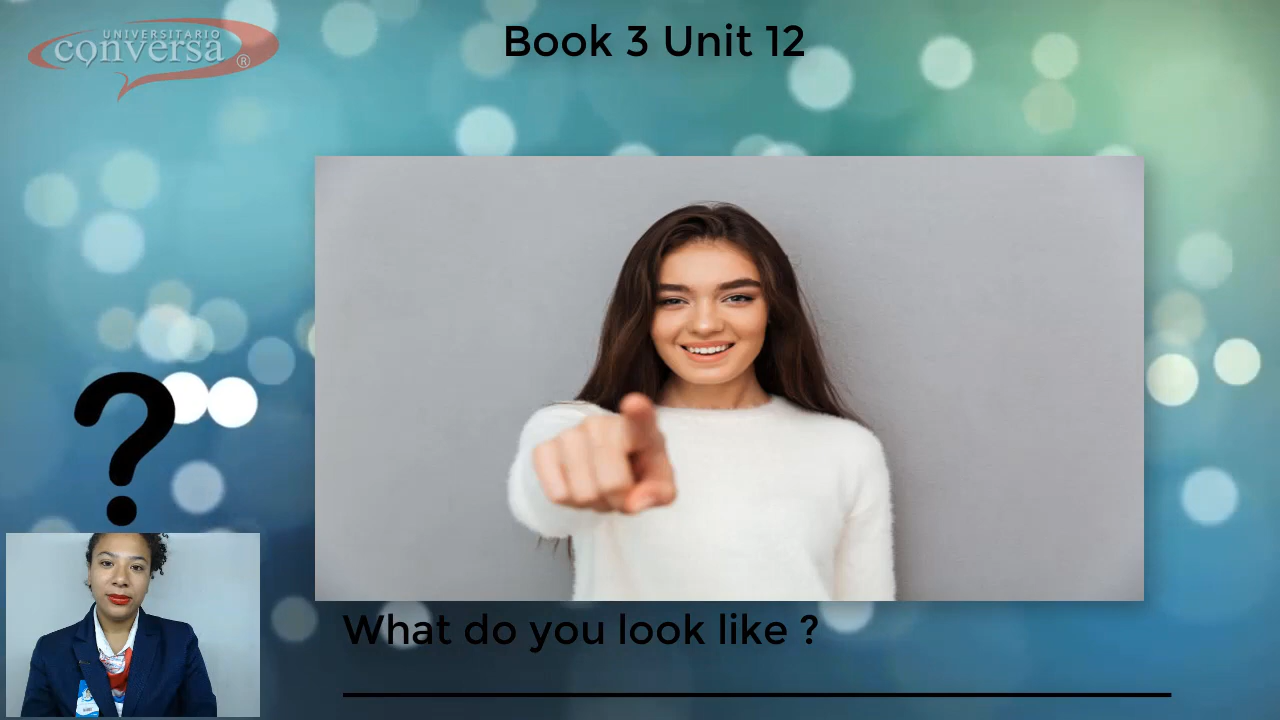 UNIVERSITARIO
conversa
®
Book 3 Unit 12
?
What do you look like ?